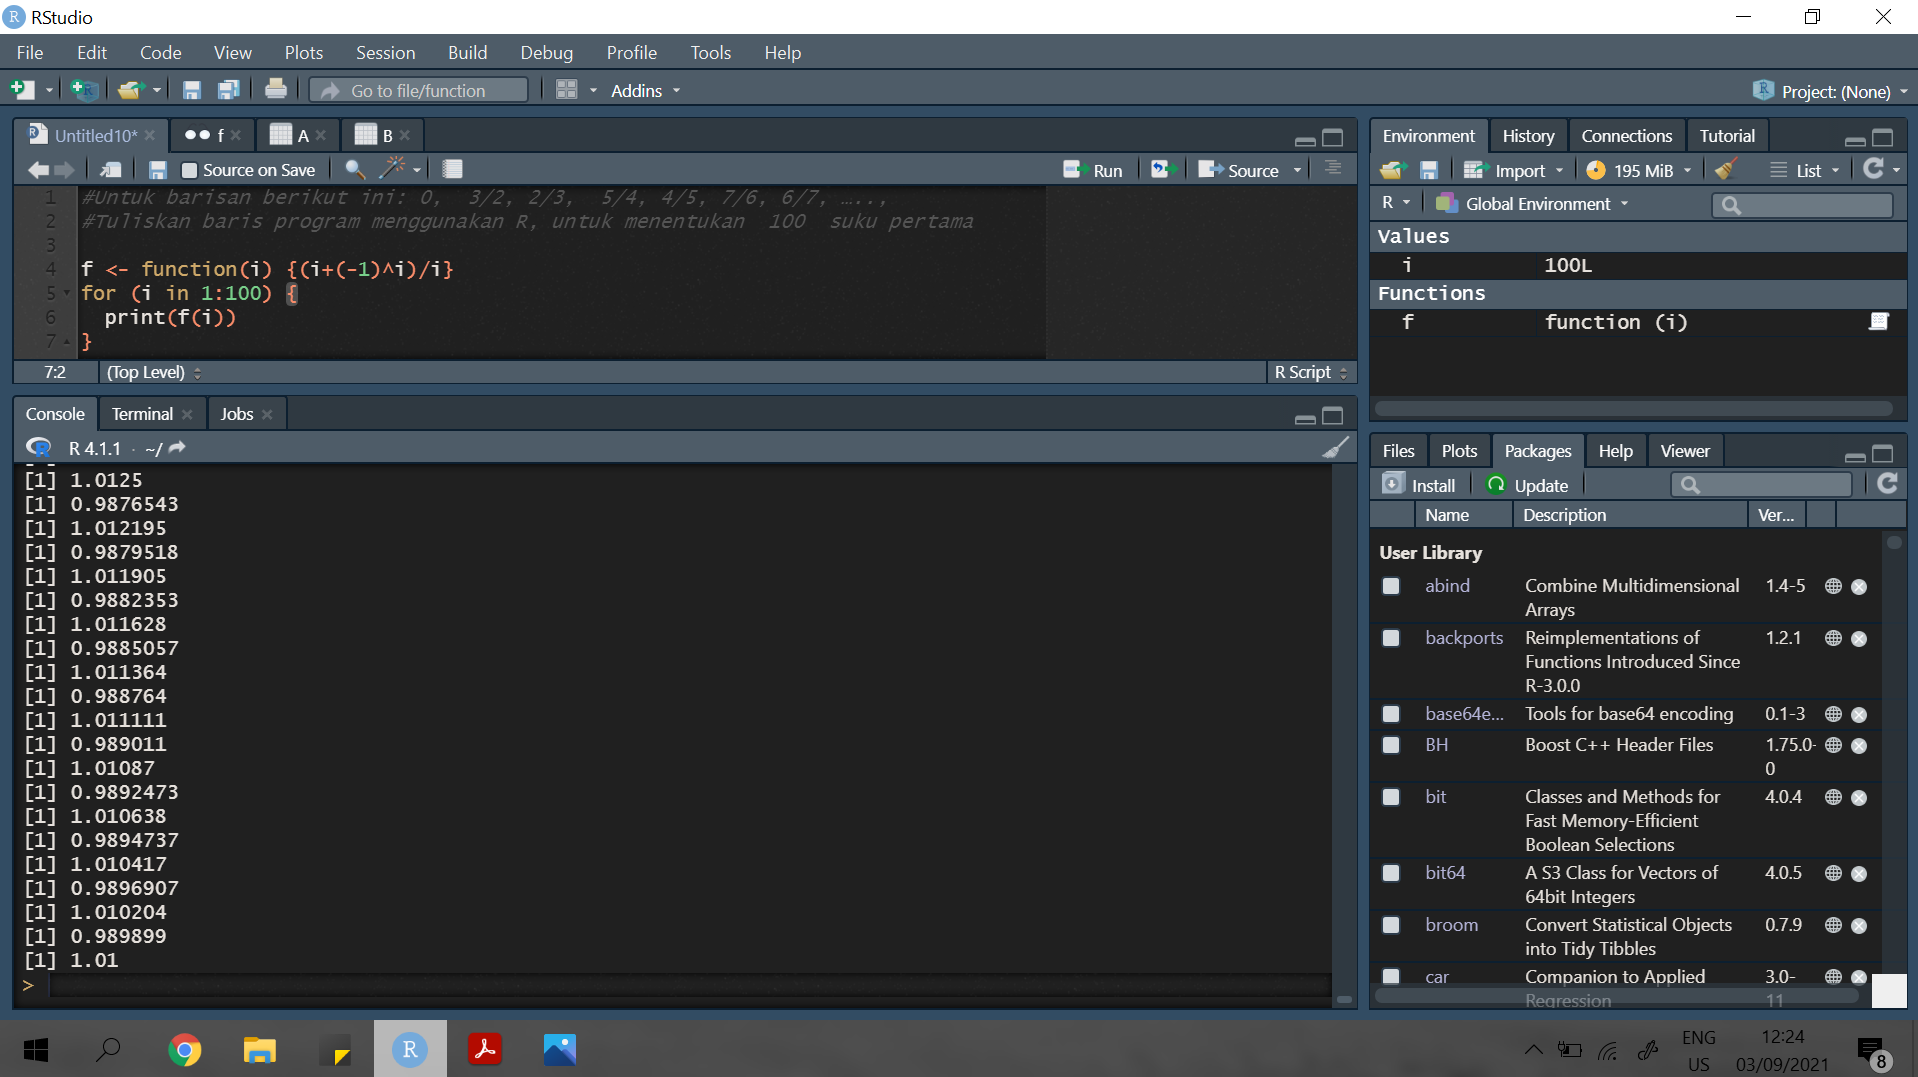 RStudio
File Edit Code View Plots Session Build Debug Profile Tools Help
Go to file/function Addins Project: (None)
Untitled10* f A B
Source on Save Run Source
1 #Untuk barisan berikut ini: 0, 3/2, 2/3, 5/4, 4/5, 7/6, 6/7, …..,
2 #Tuliskan baris program menggunakan R, untuk menentukan 100 suku pertama
3
4 f <- function(i) {(i+(-1)^i)/i}
5 for (i in 1:100) {
6 print(f(i))
7 }
7:2 (Top Level) R Script
Console Terminal Jobs
R 4.1.1 · ~/
[1] 1.0125
[1] 0.9876543
[1] 1.012195
[1] 0.9879518
[1] 1.011905
[1] 0.9882353
[1] 1.011628
[1] 0.9885057
[1] 1.011364
[1] 0.988764
[1] 1.011111
[1] 0.989011
[1] 1.01087
[1] 0.9892473
[1] 1.010638
[1] 0.9894737
[1] 1.010417
[1] 0.9896907
[1] 1.010204
[1] 0.989899
[1] 1.01
>
Environment History Connections Tutorial
Import 195 MiB List
R Global Environment
Values
i 100L
Functions
f function (i)
Files Plots Packages Help Viewer
Install Update
Name Description Ver...
User Library
abind Combine Multidimensional 1.4-5
Arrays
backports Reimplementations of 1.2.1
Functions Introduced Since
R-3.0.0
base64e... Tools for base64 encoding 0.1-3
BH Boost C++ Header Files 1.75.0-
0
bit Classes and Methods for 4.0.4
Fast Memory-Efficient
Boolean Selections
bit64 A S3 Class for Vectors of 4.0.5
64bit Integers
broom Convert Statistical Objects 0.7.9
into Tidy Tibbles
car Companion to Applied 3.0-
Regression 11
ENG 12:24
US 03/09/2021 8